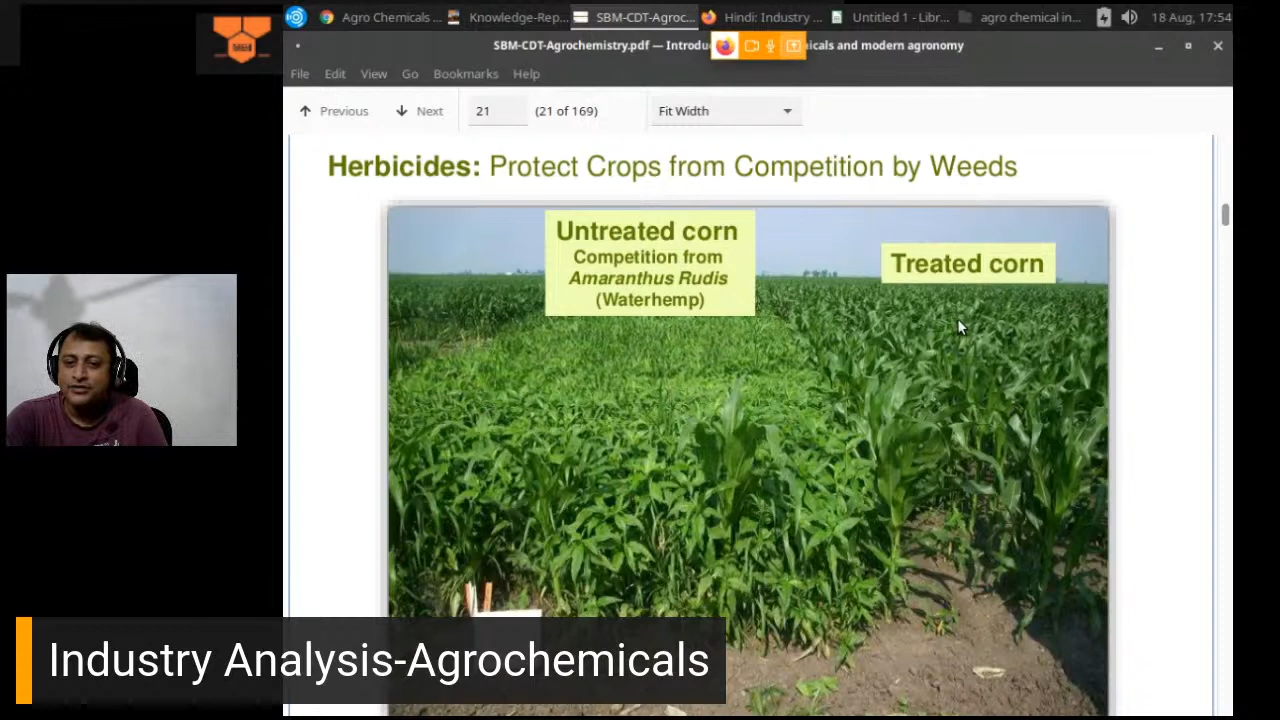 Agro Chemicals ...
Knowledge-Rep...
SBM-CDT-Agroc...
Hindi: Industry ...
Untitled 1 - Libr...
agro chemical in...
18 Aug, 17:54
SBM-CDT-Agrochemistry.pdf — Introdu
icals and modern agronomy
File Edit View Go Bookmarks Help
Previous Next 21 (21 of 169) Fit Width
Herbicides: Protect Crops from Competition by Weeds
Untreated corn
Competition from
Amaranthus Rudis
(Waterhemp)
Treated corn
Industry Analysis-Agrochemicals